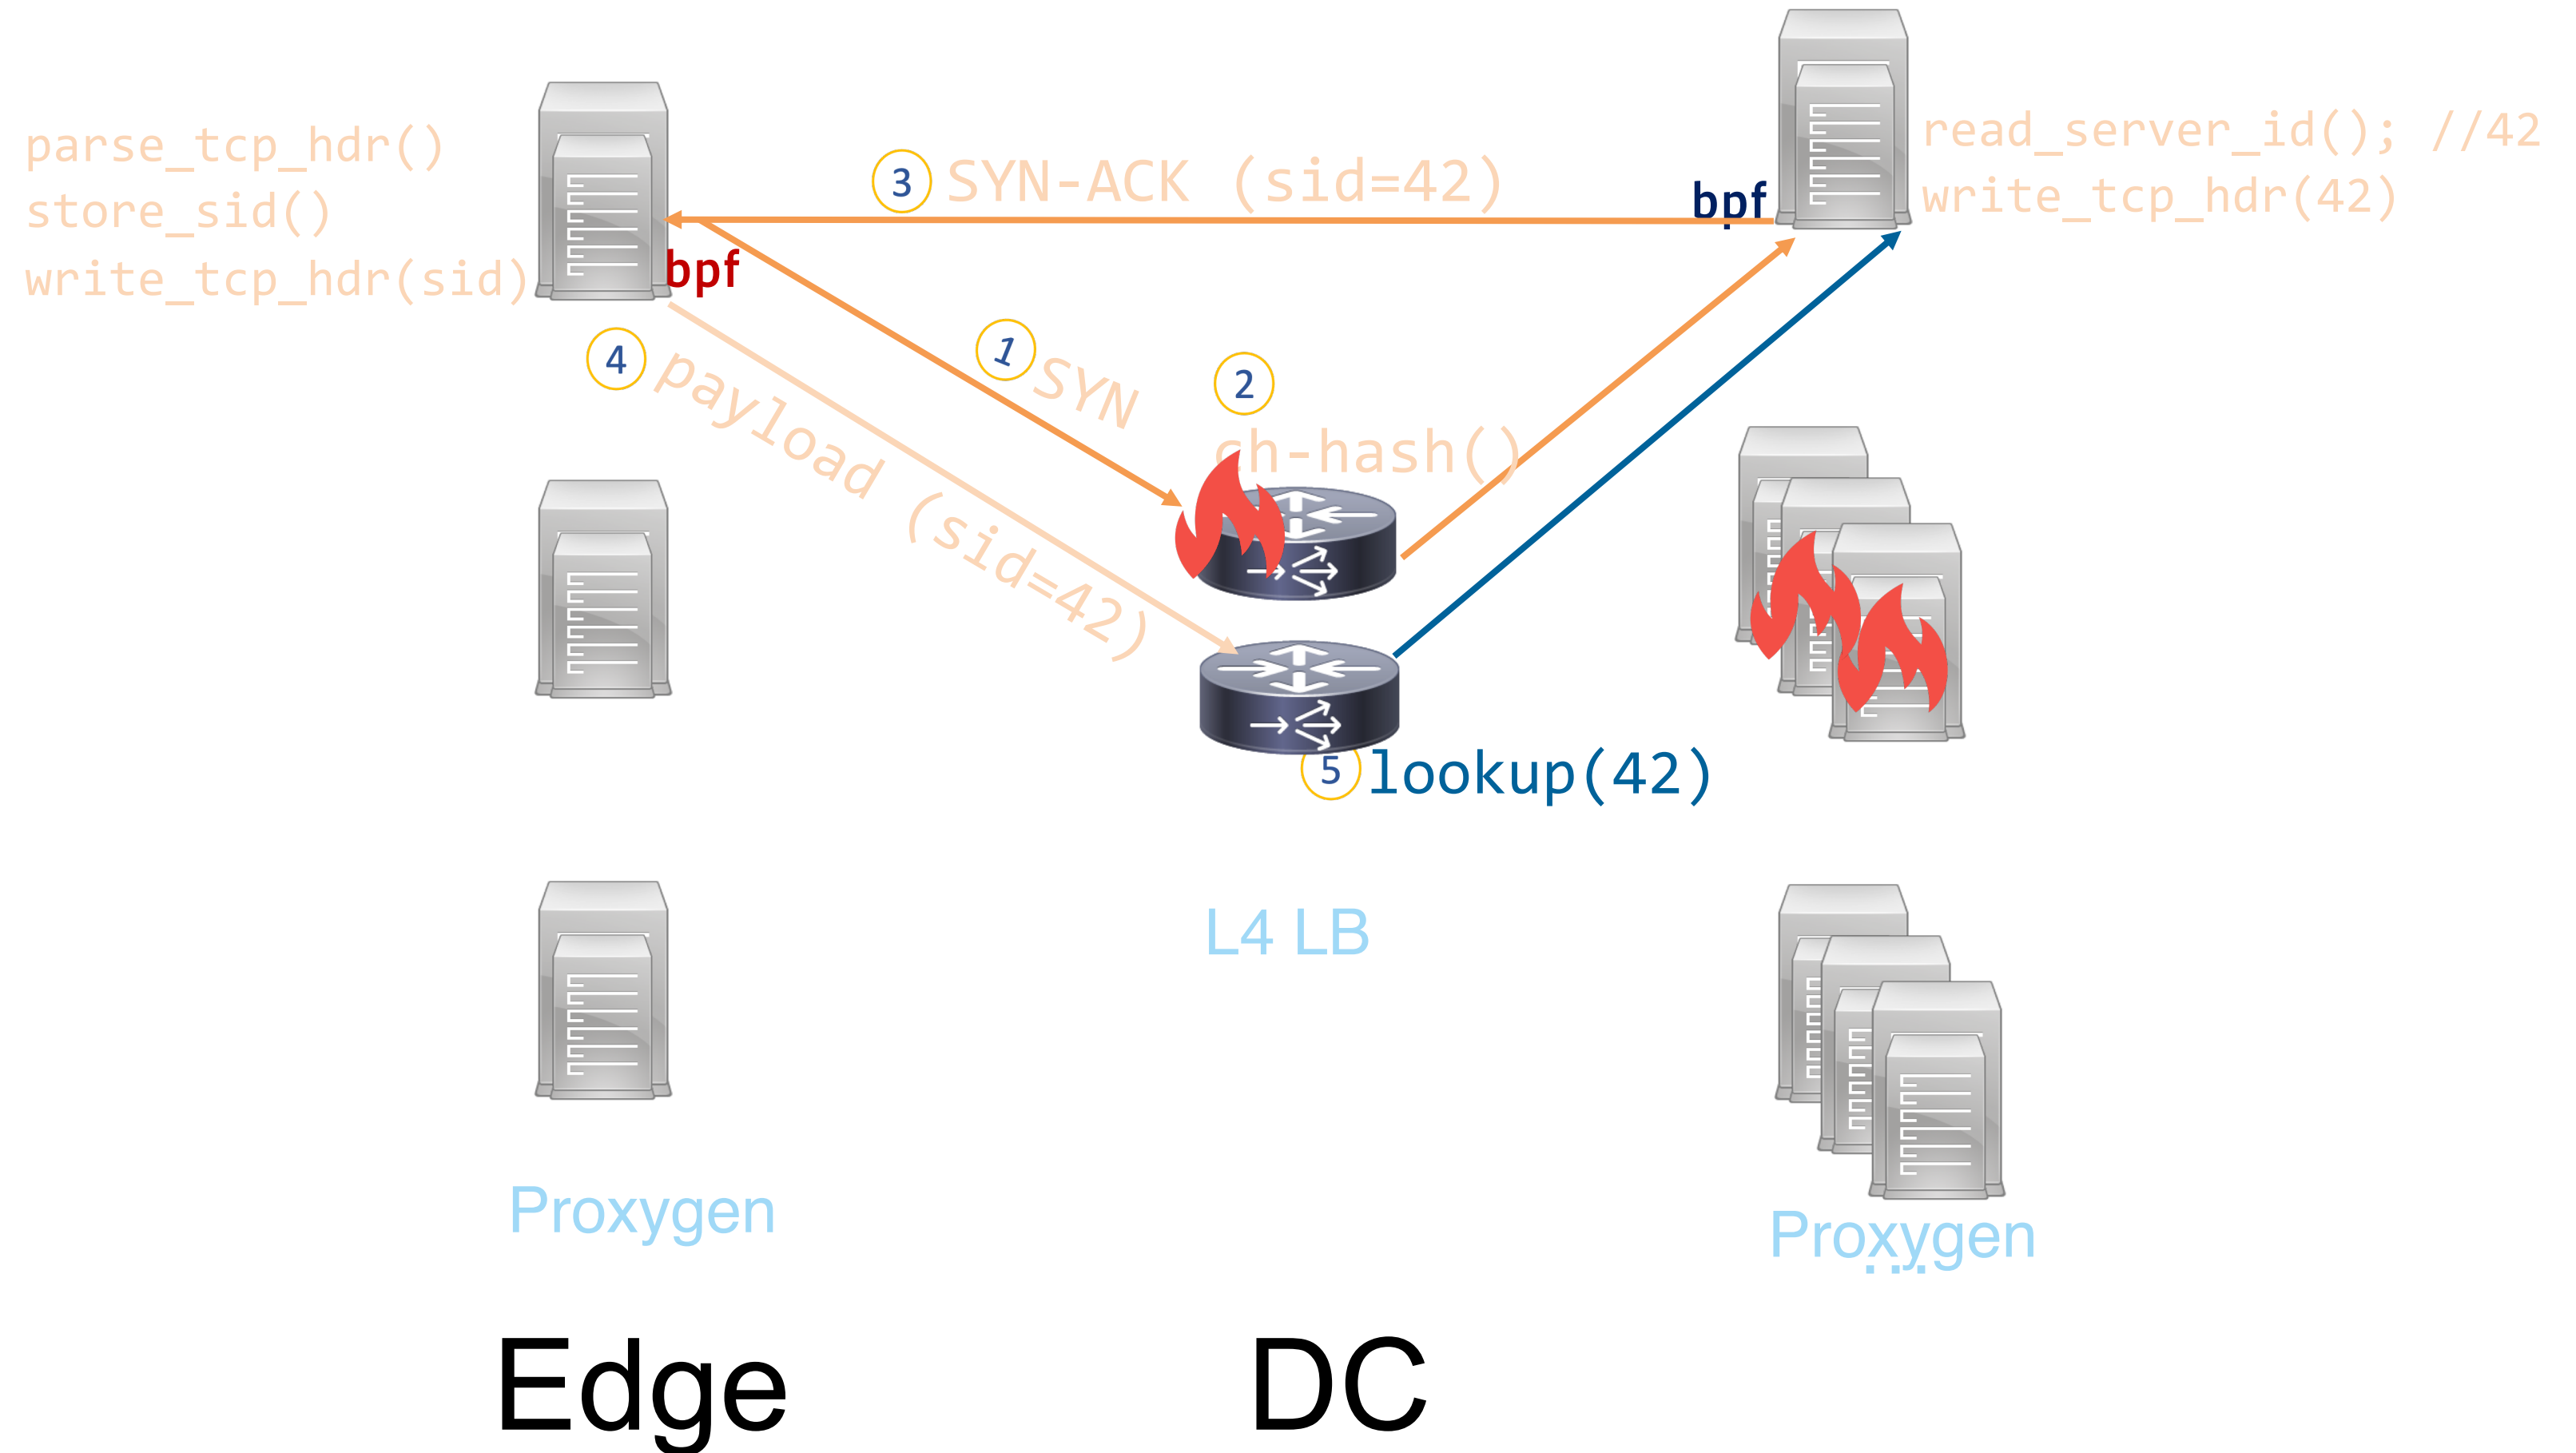 parse_tcp_hdr()
store_sid()
write_tcp_hdr(sid)
bpf
3 SYN-ACK (sid=42)
bpf
read_server_id(); //42
write_tcp_hdr(42)
1 SYN
2
ch-hash()
4 payload (sid=42)
5 lookup(42)
L4 LB
Proxygen
Proxygen
...
Edge
DC